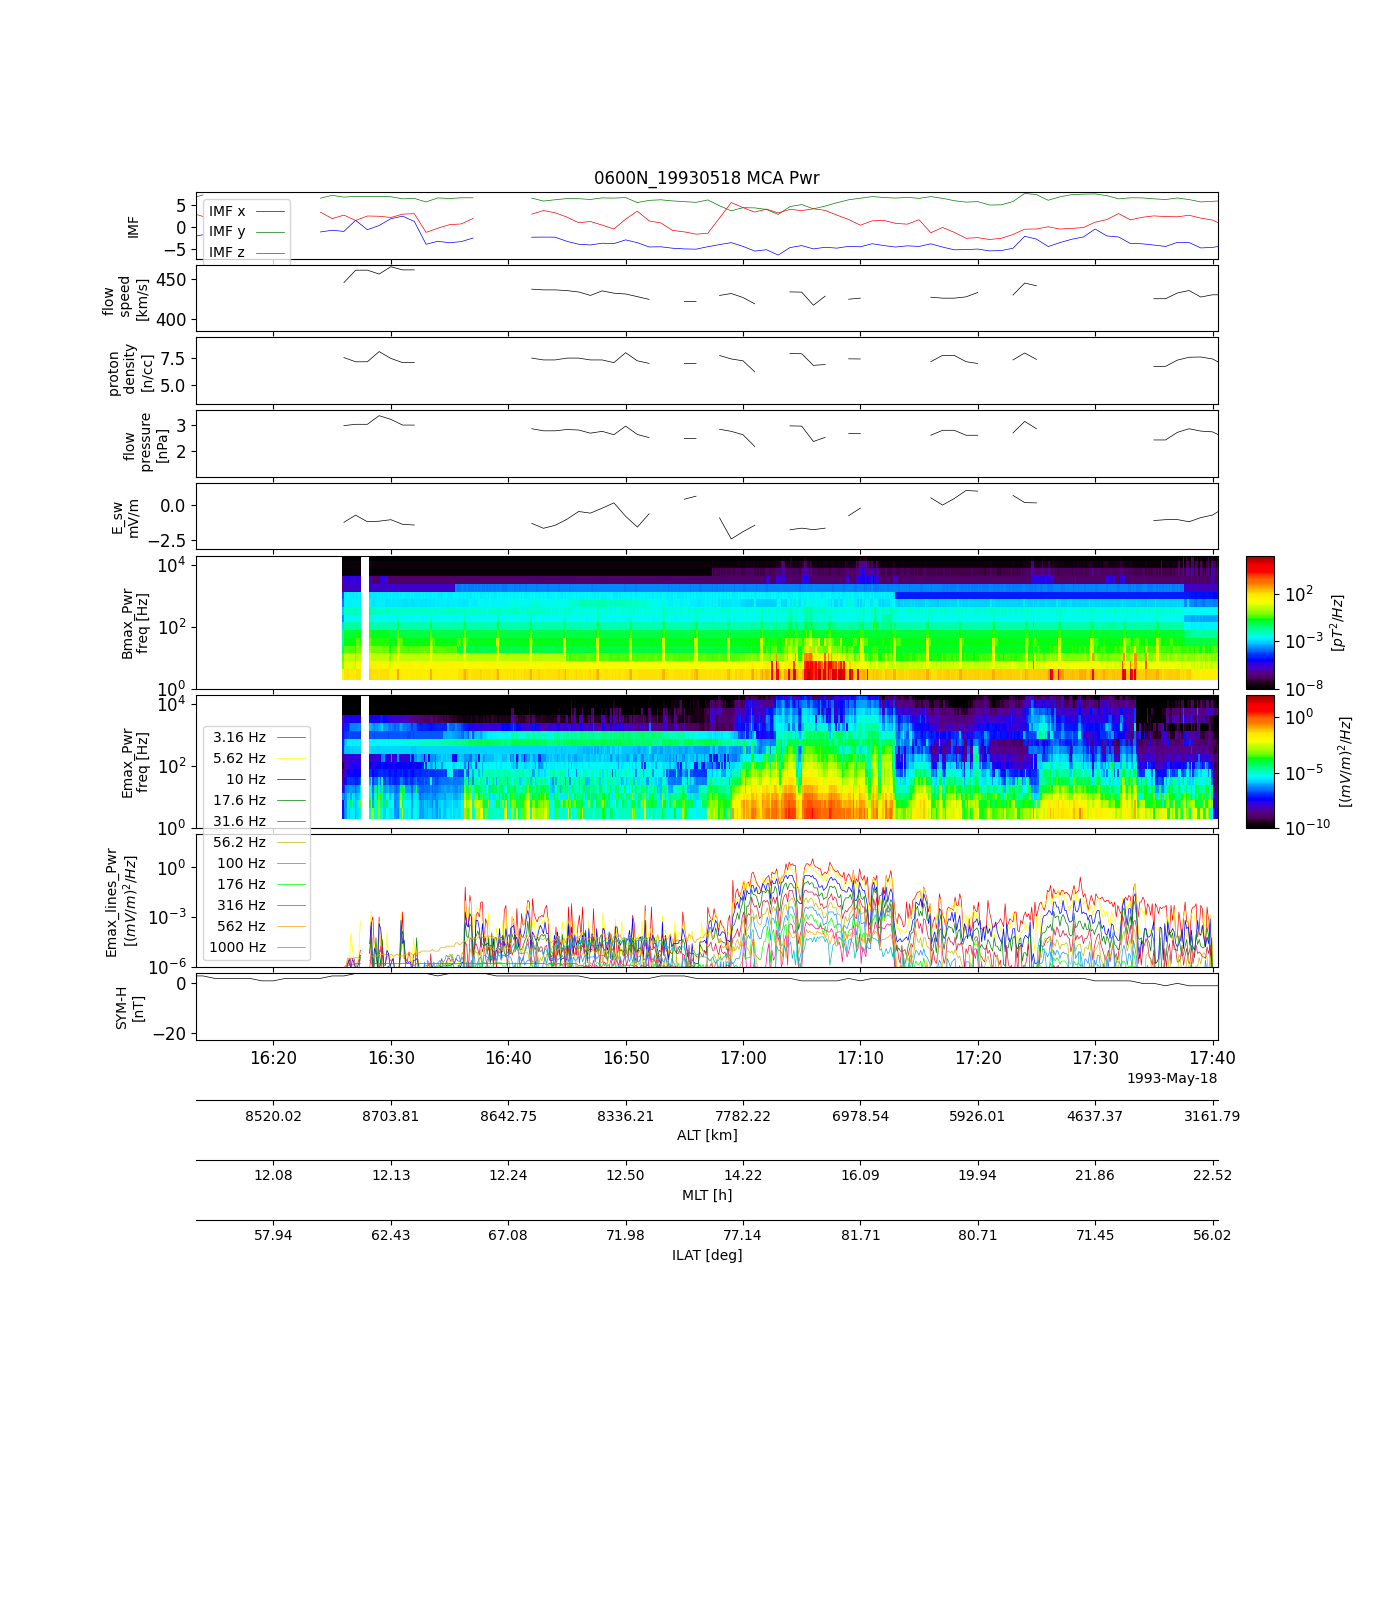 0600N_19930518 MCA Pwr
IMF
5
0
−5
IMF x
IMF y
IMF z
flow
speed
[km/s]
450
400
proton
density
[n/cc]
7.5
5.0
flow
pressure
[nPa]
3
2
E_sw
mV/m
0.0
−2.5
Bmax_Pwr
freq [Hz]
10^4
10^2
10^0
10^2
10^−3
10^−8
[pT^2/Hz]
Emax_Pwr
freq [Hz]
10^4
10^2
10^0
10^0
10^−5
10^−10
[(mV/m)^2/Hz]
3.16 Hz
5.62 Hz
10 Hz
17.6 Hz
31.6 Hz
56.2 Hz
100 Hz
176 Hz
316 Hz
562 Hz
1000 Hz
Emax_lines_Pwr
[(mV/m)^2/Hz]
10^0
10^−3
10^−6
SYM-H
[nT]
0
−20
16:20 16:30 16:40 16:50 17:00 17:10 17:20 17:30 17:40
1993-May-18
8520.02 8703.81 8642.75 8336.21 7782.22 6978.54 5926.01 4637.37 3161.79
ALT [km]
12.08 12.13 12.24 12.50 14.22 16.09 19.94 21.86 22.52
MLT [h]
57.94 62.43 67.08 71.98 77.14 81.71 80.71 71.45 56.02
ILAT [deg]